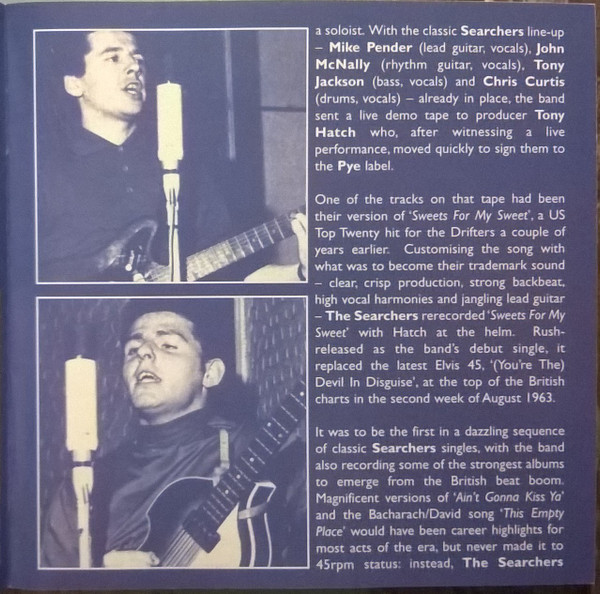 a soloist. With the classic Searchers line-up
– Mike Pender (lead guitar, vocals), John
McNally (rhythm guitar, vocals), Tony
Jackson (bass, vocals) and Chris Curtis
(drums, vocals) – already in place, the band
sent a live demo tape to producer Tony
Hatch who, after witnessing a live
performance, moved quickly to sign them to
the Pye label.
One of the tracks on that tape had been
their version of ‘Sweets For My Sweet’, a US
Top Twenty hit for the Drifters a couple of
years earlier. Customising the song with
what was to become their trademark sound
– clear, crisp production, strong backbeat,
high vocal harmonies and jangling lead guitar
– The Searchers rerecorded ‘Sweets For My
Sweet’ with Hatch at the helm. Rush-
released as the band’s debut single, it
replaced the latest Elvis 45, ‘(You’re The)
Devil In Disguise’, at the top of the British
charts in the second week of August 1963.
It was to be the first in a dazzling sequence
of classic Searchers singles, with the band
also recording some of the strongest albums
to emerge from the British beat boom.
Magnificent versions of ‘Ain’t Gonna Kiss Ya’
and the Bacharach/David song ‘This Empty
Place’ would have been career highlights for
most acts of the era, but never made it to
45rpm status: instead, The Searchers